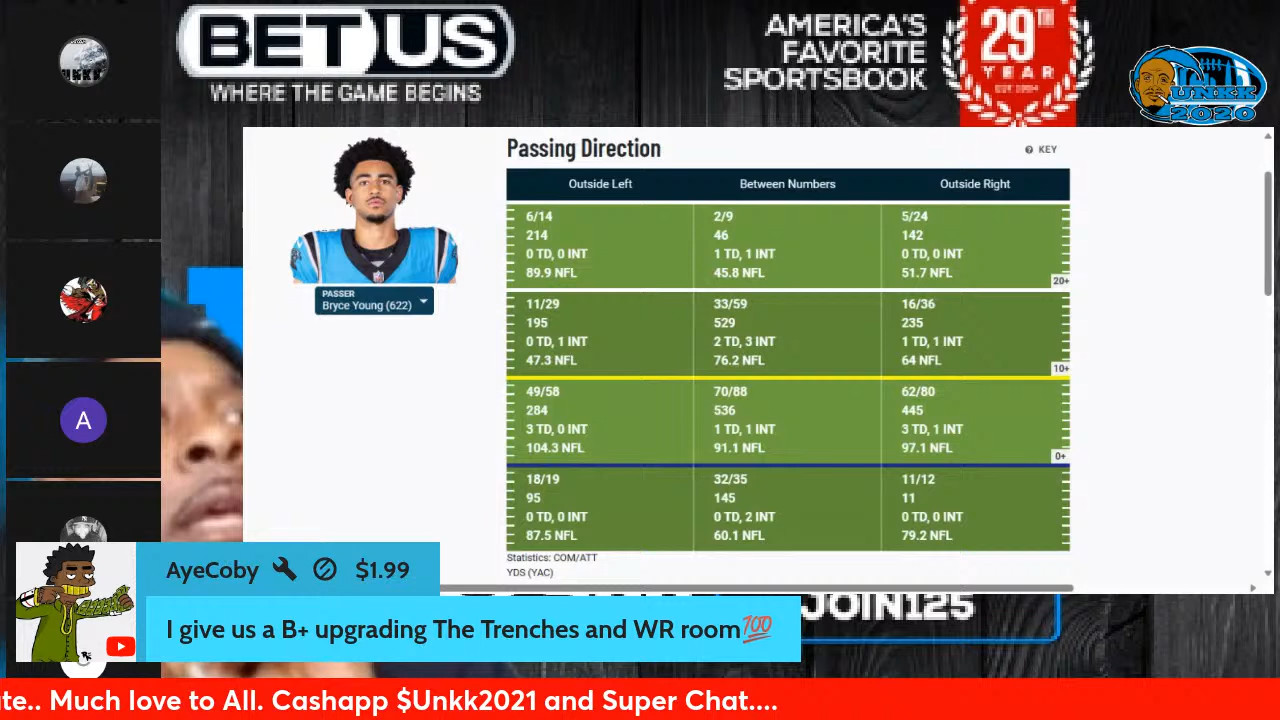 BETUS
WHERE THE GAME BEGINS
AMERICA'S
FAVORITE
SPORTSBOOK
29TH
YEAR
UNKK
2020
Passing Direction
KEY
Outside Left
Between Numbers
Outside Right
6/14
2/9
5/24
214
46
142
0 TD, 0 INT
1 TD, 1 INT
0 TD, 0 INT
89.9 NFL
45.8 NFL
51.7 NFL
20+
PASSER
Bryce Young (622)
11/29
33/59
16/36
195
529
235
0 TD, 1 INT
2 TD, 3 INT
1 TD, 1 INT
47.3 NFL
76.2 NFL
64 NFL
10+
49/58
70/88
62/80
284
536
445
3 TD, 0 INT
1 TD, 1 INT
3 TD, 1 INT
104.3 NFL
91.1 NFL
97.1 NFL
0+
18/19
32/35
11/12
95
145
11
0 TD, 0 INT
0 TD, 2 INT
0 TD, 0 INT
87.5 NFL
60.1 NFL
79.2 NFL
Statistics: COM/ATT
YDS (YAC)
A
AyeCoby $1.99
I give us a B+ upgrading The Trenches and WR room💯
JOIN125
Much love to All. Cashapp $Unkk2021 and Super Chat....